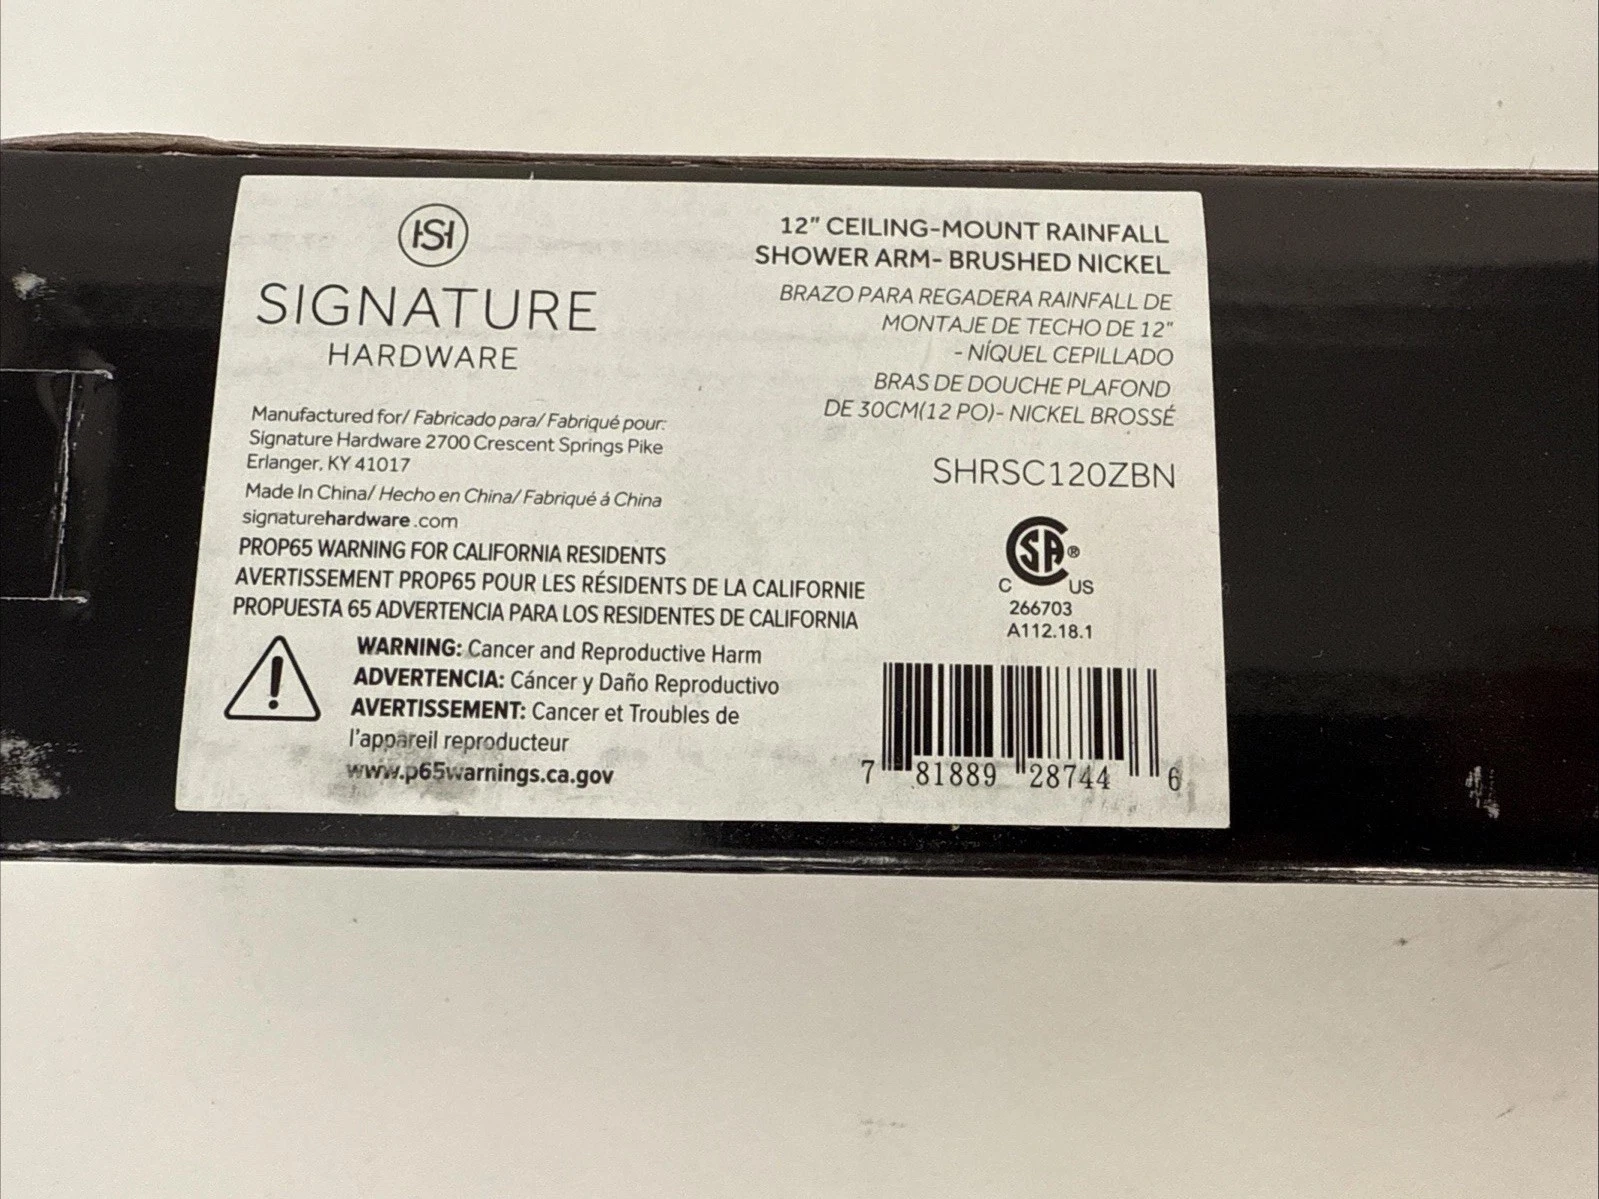 HSH
SIGNATURE
HARDWARE
Manufactured for/ Fabricado para/ Fabriqué pour:
Signature Hardware 2700 Crescent Springs Pike
Erlanger, KY 41017
Made In China/ Hecho en China/ Fabriqué á China
signaturehardware.com
PROP65 WARNING FOR CALIFORNIA RESIDENTS
AVERTISSEMENT PROP65 POUR LES RÉSIDENTS DE LA CALIFORNIE
PROPUESTA 65 ADVERTENCIA PARA LOS RESIDENTES DE CALIFORNIA
WARNING: Cancer and Reproductive Harm
ADVERTENCIA: Cáncer y Daño Reproductivo
AVERTISSEMENT: Cancer et Troubles de
l'appareil reproducteur
www.p65warnings.ca.gov
12" CEILING-MOUNT RAINFALL
SHOWER ARM- BRUSHED NICKEL
BRAZO PARA REGADERA RAINFALL DE
MONTAJE DE TECHO DE 12"
- NÍQUEL CEPILLADO
BRAS DE DOUCHE PLAFOND
DE 30CM(12 PO)- NICKEL BROSSÉ
SHRSC120ZBN
CSA®
C US
266703
A112.18.1
7 81889 28744 6